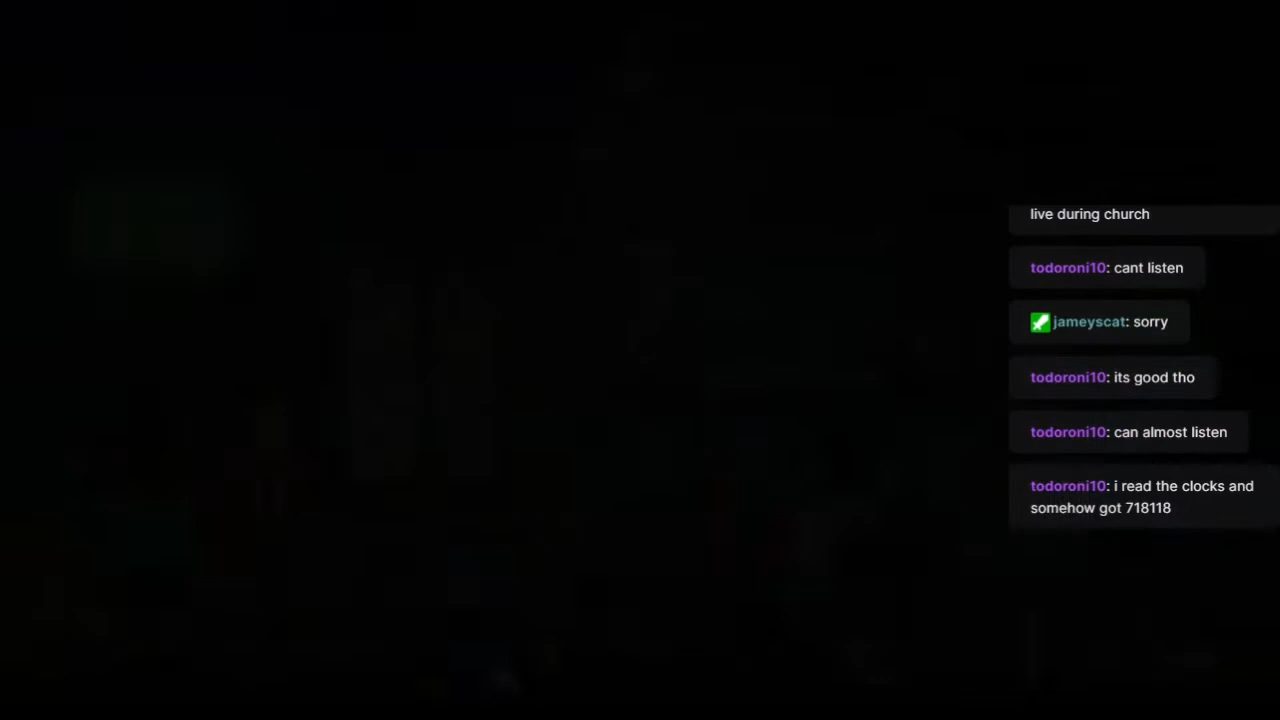 live during church
todoroni10: cant listen
jameyscat: sorry
todoroni10: its good tho
todoroni10: can almost listen
todoroni10: i read the clocks and
somehow got 718118